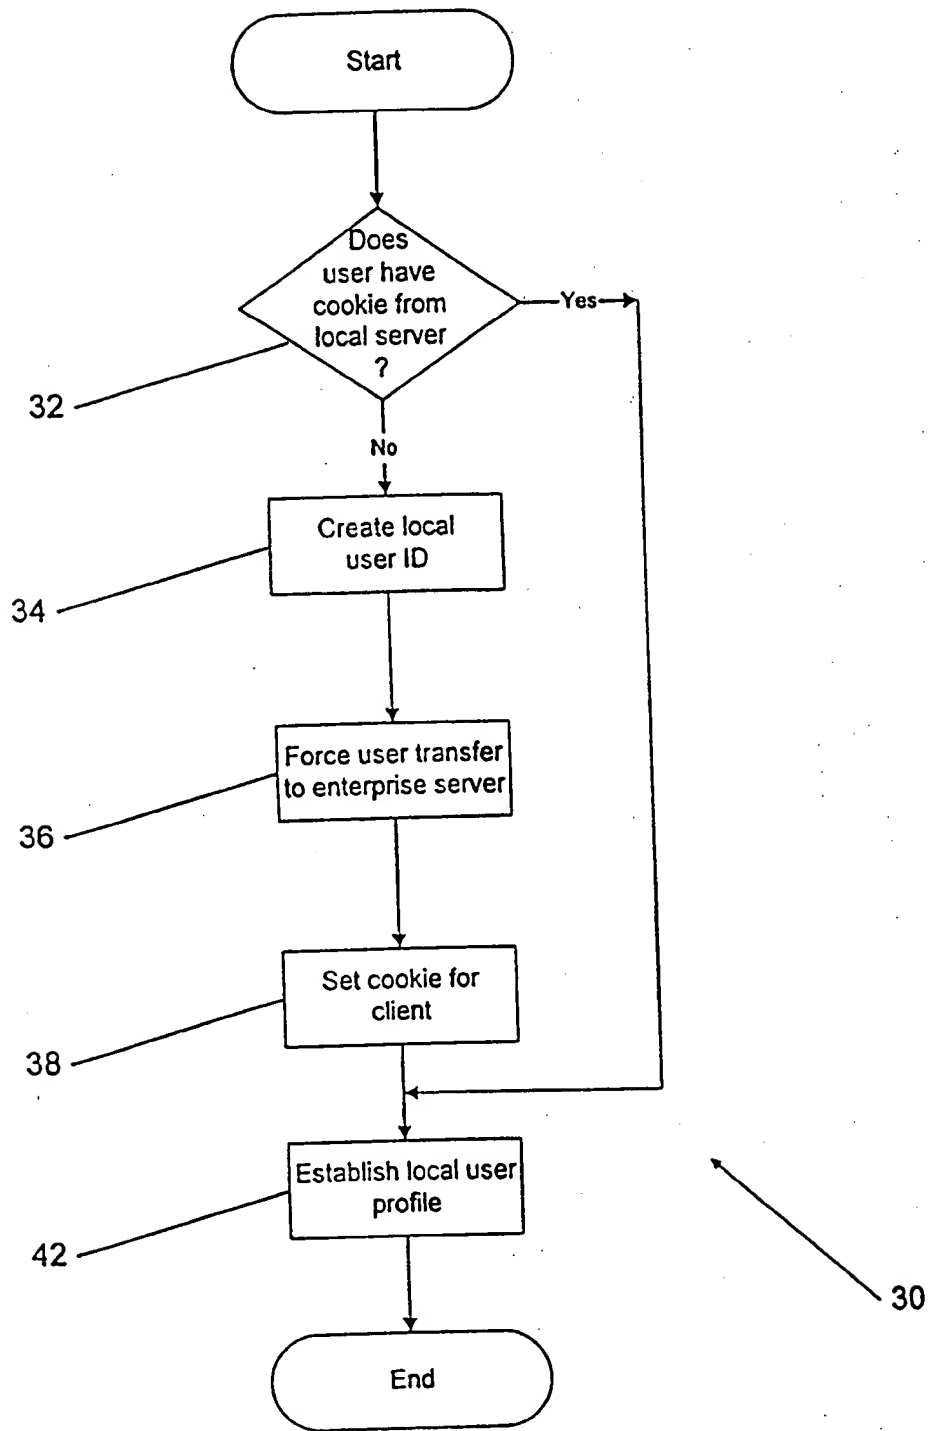 Start
Does
user have
cookie from
local server
?
Yes
32
No
Create local
user ID
34
Force user transfer
to enterprise server
36
Set cookie for
client
38
Establish local user
profile
42
30
End